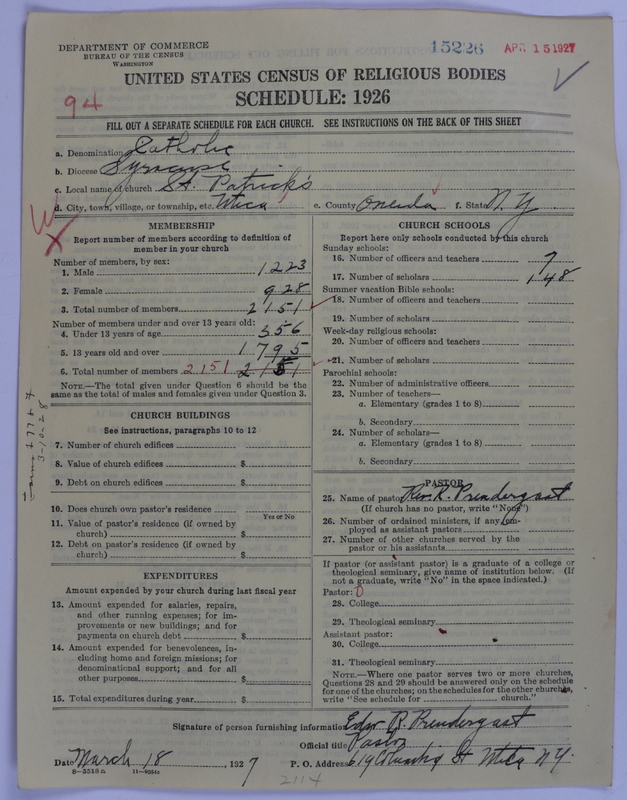 DEPARTMENT OF COMMERCE
BUREAU OF THE CENSUS
WASHINGTON
15226 APR 15 1927
UNITED STATES CENSUS OF RELIGIOUS BODIES
SCHEDULE: 1926
94
FILL OUT A SEPARATE SCHEDULE FOR EACH CHURCH. SEE INSTRUCTIONS ON THE BACK OF THIS SHEET
a. Denomination Catholic
b. Diocese Syracuse
c. Local name of church St. Patrick's
d. City, town, village, or township, etc. Utica e. County Oneida f. State N. Y.
MEMBERSHIP
Report number of members according to definition of member in your church
Number of members, by sex:
1. Male 1223
2. Female 928
3. Total number of members 2151
Number of members under and over 13 years old:
4. Under 13 years of age 356
5. 13 years old and over 1795
6. Total number of members 2151 2151
NOTE.—The total given under Question 6 should be the same as the total of males and females given under Question 3.
CHURCH BUILDINGS
See instructions, paragraphs 10 to 12
7. Number of church edifices
8. Value of church edifices $
9. Debt on church edifices $
10. Does church own pastor's residence
Yes or No
11. Value of pastor's residence (if owned by church) $
12. Debt on pastor's residence (if owned by church) $
EXPENDITURES
Amount expended by your church during last fiscal year
13. Amount expended for salaries, repairs, and other running expenses; for improvements or new buildings; and for payments on church debt $
14. Amount expended for benevolences, including home and foreign missions; for denominational support; and for all other purposes $
15. Total expenditures during year $
CHURCH SCHOOLS
Report here only schools conducted by this church
Sunday schools:
16. Number of officers and teachers 7
17. Number of scholars 148
Summer vacation Bible schools:
18. Number of officers and teachers
19. Number of scholars
Week-day religious schools:
20. Number of officers and teachers
21. Number of scholars
Parochial schools:
22. Number of administrative officers
23. Number of teachers—
a. Elementary (grades 1 to 8)
b. Secondary
24. Number of scholars—
a. Elementary (grades 1 to 8)
b. Secondary
PASTOR
25. Name of pastor Rev. R. Prendergast
(If church has no pastor, write "None")
26. Number of ordained ministers, if any, employed as assistant pastors
27. Number of other churches served by the pastor or his assistants
If pastor (or assistant pastor) is a graduate of a college or theological seminary, give name of institution below. (If not a graduate, write "No" in the space indicated.)
Pastor: 0
28. College
29. Theological seminary
Assistant pastor:
30. College
31. Theological seminary
NOTE.—Where one pastor serves two or more churches, Questions 28 and 29 should be answered only on the schedule for one of the churches; on the schedules for the other churches, write "See schedule for church."
Signature of person furnishing information R. Prendergast
Official title Pastor
Date March 18, 1927 P. O. Address 619 Columbia St Utica N.Y.
8-5518a 11-9054c
2114
3-10-28